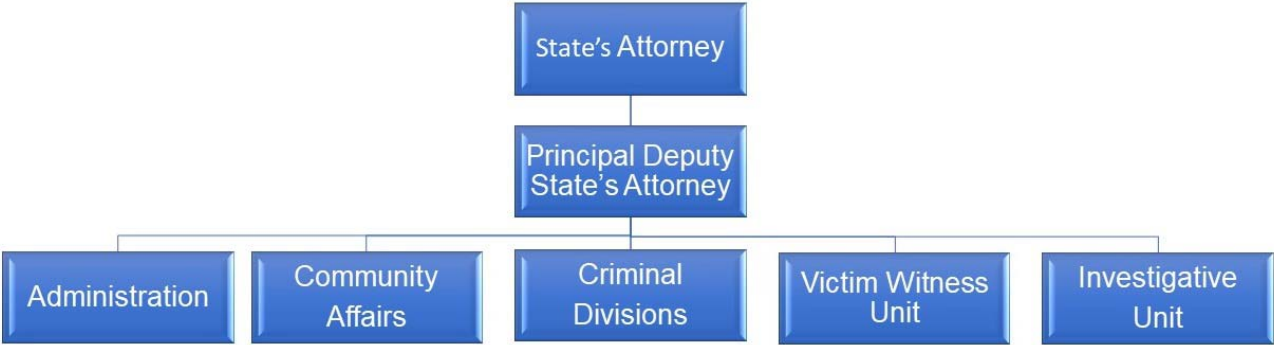 State's Attorney
Principal Deputy
State's Attorney
Administration
Community
Affairs
Criminal
Divisions
Victim Witness
Unit
Investigative
Unit